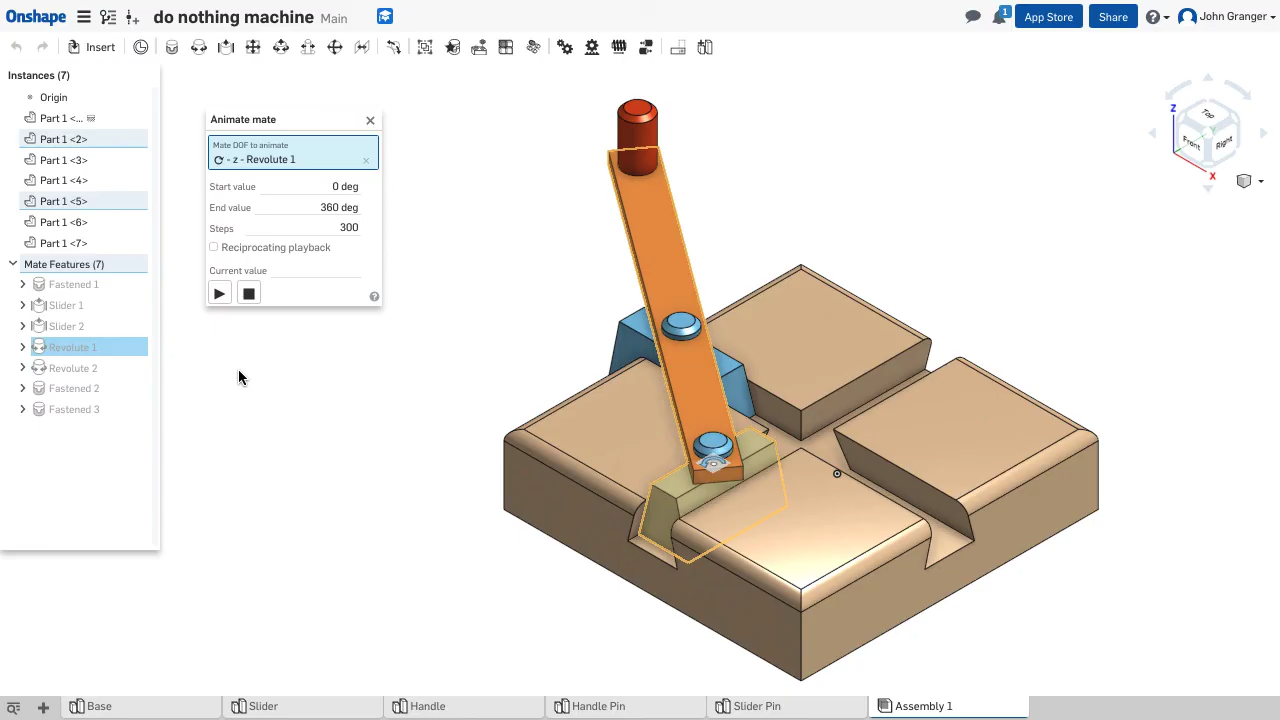 Onshape do nothing machine Main 1 App Store Share John Granger
Insert
Instances (7)
Origin
Part 1 <...
Part 1 <2>
Part 1 <3>
Part 1 <4>
Part 1 <5>
Part 1 <6>
Part 1 <7>
Mate Features (7)
Fastened 1
Slider 1
Slider 2
Revolute 1
Revolute 2
Fastened 2
Fastened 3
Animate mate
Mate DOF to animate
- z - Revolute 1
Start value 0 deg
End value 360 deg
Steps 300
Reciprocating playback
Current value
Z
Top
Front
Right
X
Base Slider Handle Handle Pin Slider Pin Assembly 1